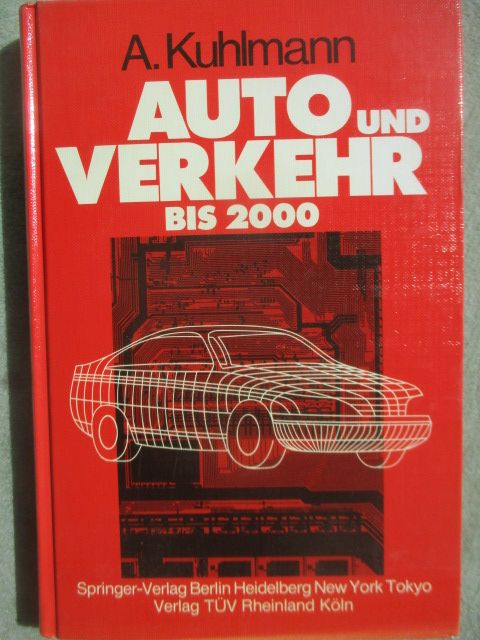 A. Kuhlmann
AUTO UND
VERKEHR
BIS 2000
Springer-Verlag Berlin Heidelberg New York Tokyo
Verlag TÜV Rheinland Köln